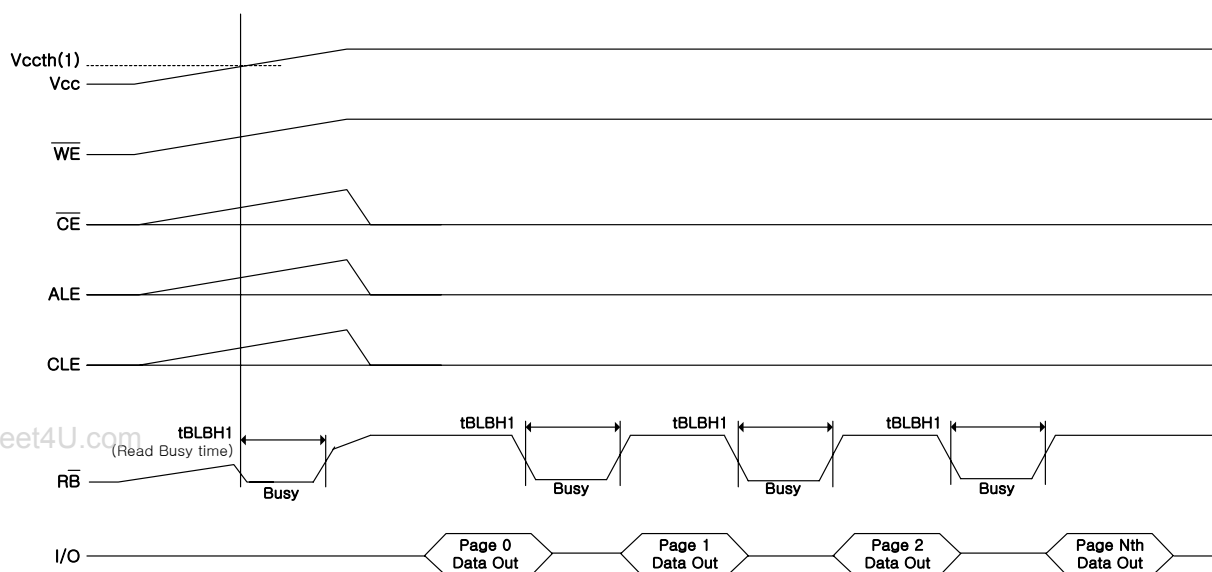 Vccth(1)
Vcc
WE
CE
ALE
CLE
eet4U.com
tBLBH1
(Read Busy time)
tBLBH1
tBLBH1
tBLBH1
RB
Busy
Busy
Busy
Busy
I/O
Page 0
Data Out
Page 1
Data Out
Page 2
Data Out
Page Nth
Data Out